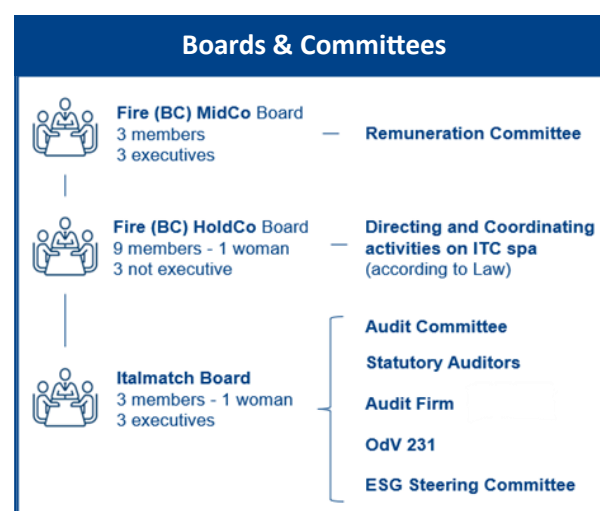 Boards & Committees
Fire (BC) MidCo Board
3 members
3 executives
Remuneration Committee
Fire (BC) HoldCo Board
9 members - 1 woman
3 not executive
Directing and Coordinating
activities on ITC spa
(according to Law)
Italmatch Board
3 members - 1 woman
3 executives
Audit Committee
Statutory Auditors
Audit Firm
OdV 231
ESG Steering Committee